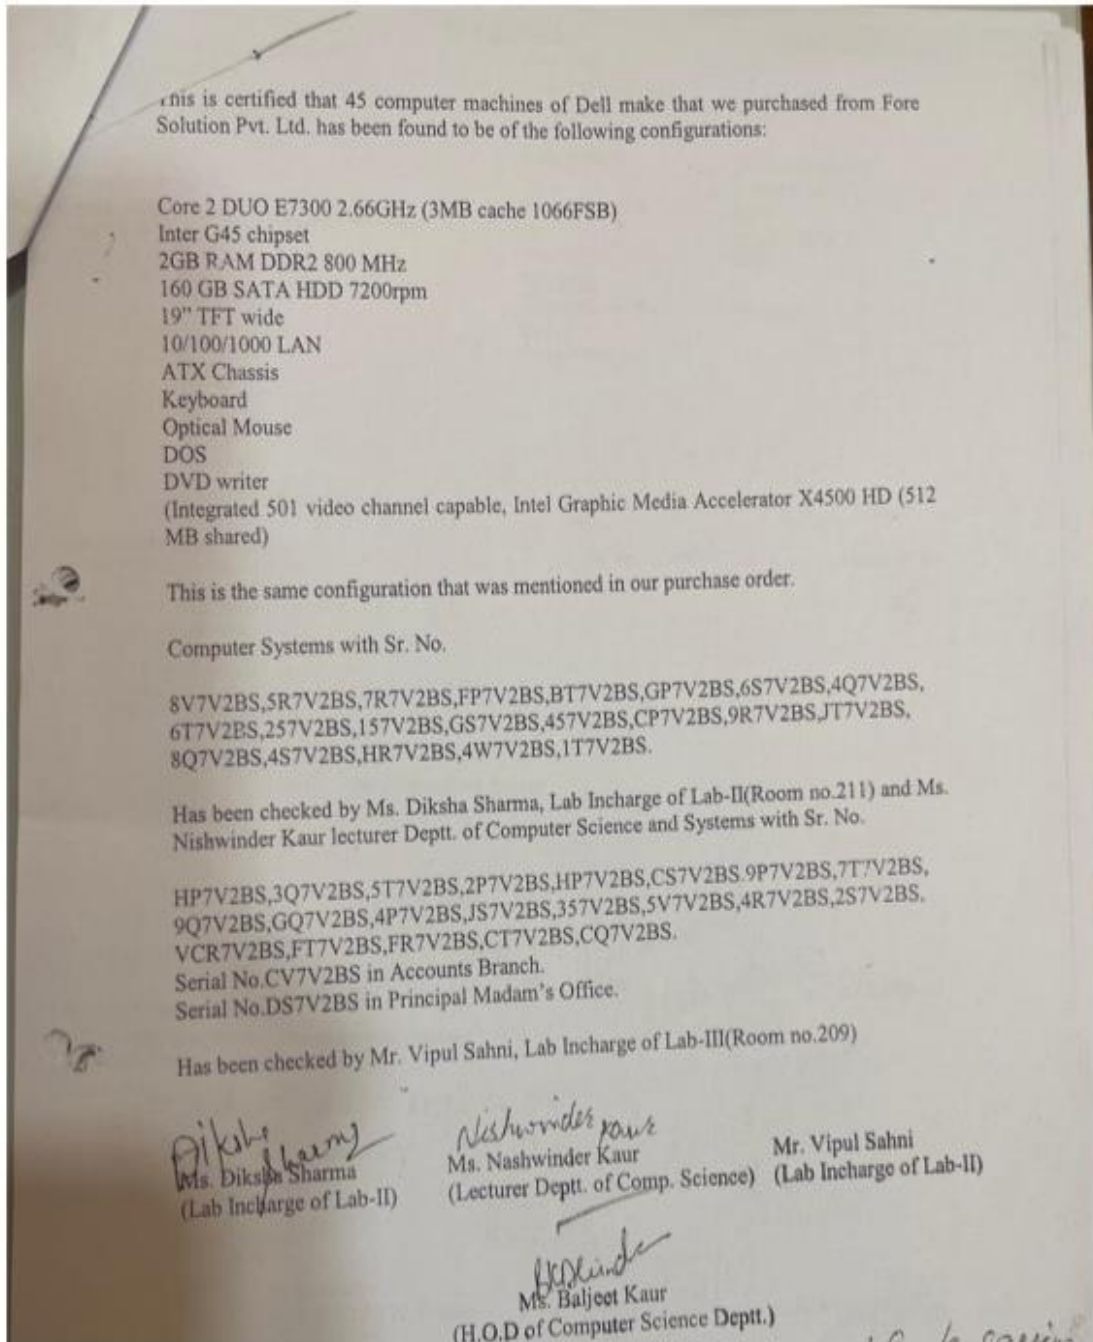 This is certified that 45 computer machines of Dell make that we purchased from Fore
Solution Pvt. Ltd. has been found to be of the following configurations:
Core 2 DUO E7300 2.66GHz (3MB cache 1066FSB)
Inter G45 chipset
2GB RAM DDR2 800 MHz
160 GB SATA HDD 7200rpm
19" TFT wide
10/100/1000 LAN
ATX Chassis
Keyboard
Optical Mouse
DOS
DVD writer
(Integrated 501 video channel capable, Intel Graphic Media Accelerator X4500 HD (512
MB shared)
This is the same configuration that was mentioned in our purchase order.
Computer Systems with Sr. No.
8V7V2BS,5R7V2BS,7R7V2BS,FP7V2BS,BT7V2BS,GP7V2BS,6S7V2BS,4Q7V2BS,
6T7V2BS,257V2BS,157V2BS,GS7V2BS,457V2BS,CP7V2BS,9R7V2BS,JT7V2BS,
8Q7V2BS,4S7V2BS,HR7V2BS,4W7V2BS,1T7V2BS.
Has been checked by Ms. Diksha Sharma, Lab Incharge of Lab-II(Room no.211) and Ms.
Nishwinder Kaur lecturer Deptt. of Computer Science and Systems with Sr. No.
HP7V2BS,3Q7V2BS,5T7V2BS,2P7V2BS,HP7V2BS,CS7V2BS.9P7V2BS,7T7V2BS,
9Q7V2BS,GQ7V2BS,4P7V2BS,JS7V2BS,357V2BS,5V7V2BS,4R7V2BS,2S7V2BS.
VCR7V2BS,FT7V2BS,FR7V2BS,CT7V2BS,CQ7V2BS.
Serial No.CV7V2BS in Accounts Branch.
Serial No.DS7V2BS in Principal Madam's Office.
Has been checked by Mr. Vipul Sahni, Lab Incharge of Lab-III(Room no.209)
Diksha Sharma
Nishwinder Kaur
Ms. Diksha Sharma
(Lab Incharge of Lab-II)
Ms. Nashwinder Kaur
(Lecturer Deptt. of Comp. Science)
Mr. Vipul Sahni
(Lab Incharge of Lab-II)
Ms. Baljeet Kaur
(H.O.D of Computer Science Deptt.)